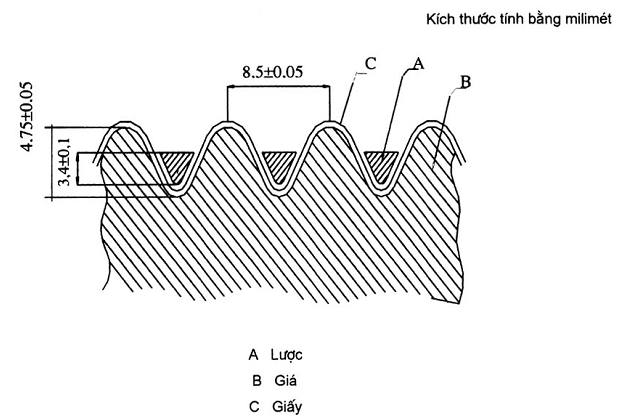 Kích thước tính bằng milimét
8.5±0.05
C
A
B
4.75±0.05
3,4±0,1
A Lược
B Giá
C Giấy